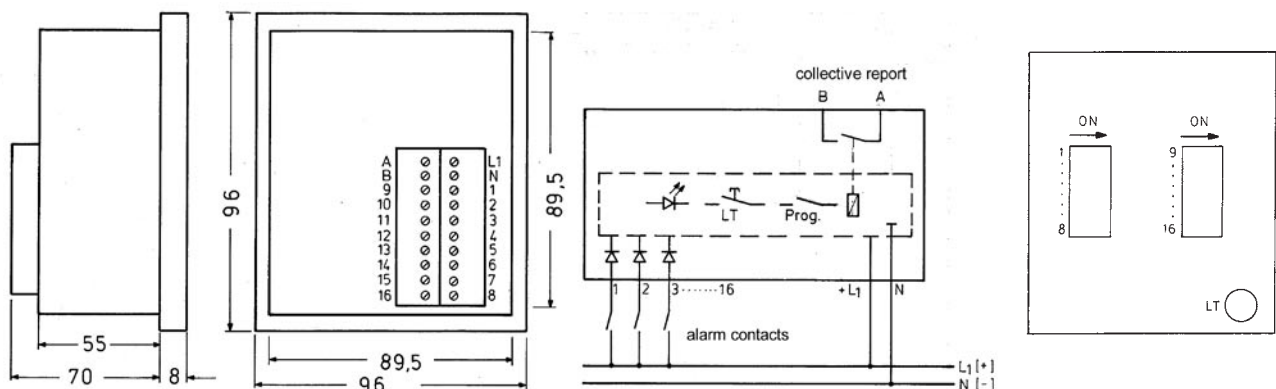 55
70
8
96
A L1
B N
9 1
10 2
11 3
12 4
13 5
14 6
15 7
16 8
89,5
89,5
96
collective report
B A
LT
Prog.
1 2 3·······16 +L1 N
alarm contacts
L1 [+]
N [-]
ON ON
1 9
8 16
LT